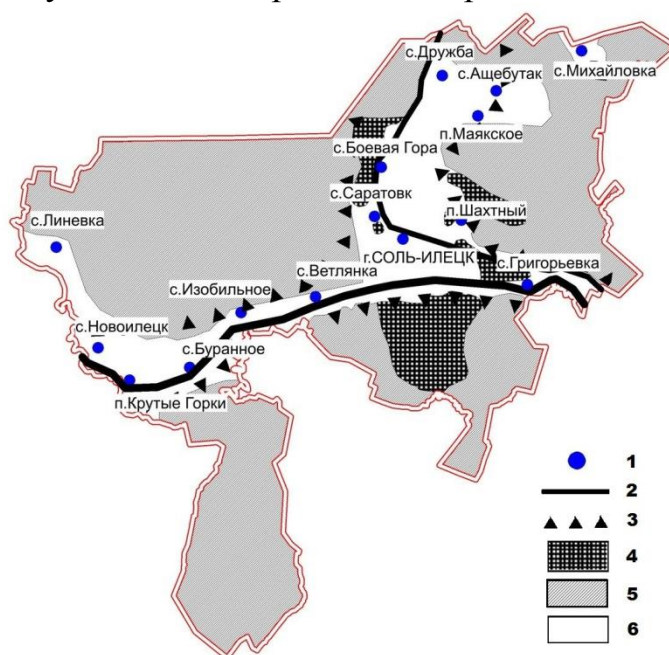 с.Дружба
с.Ащебутак
с.Михайловка
п.Маякское
с.Боевая Гора
с.Саратовк
с.Линевка
п.Шахтный
г.СОЛЬ-ИЛЕЦК
с.Григорьевка
с.Ветлянка
с.Изобильное
с.Новоилецк
с.Буранное
п.Крутые Горки
1
2
3
4
5
6